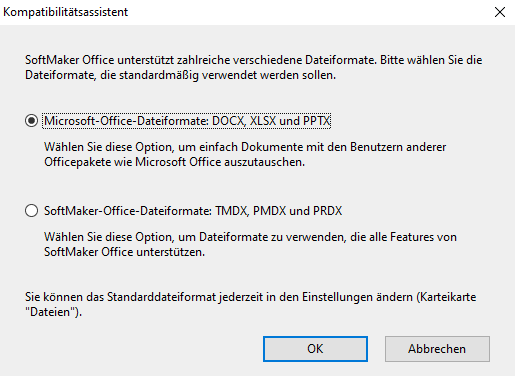 Kompatibilitätsassistent
SoftMaker Office unterstützt zahlreiche verschiedene Dateiformate. Bitte wählen Sie die
Dateiformate, die standardmäßig verwendet werden sollen.
Microsoft-Office-Dateiformate: DOCX, XLSX und PPTX
Wählen Sie diese Option, um einfach Dokumente mit den Benutzern anderer
Officepakete wie Microsoft Office auszutauschen.
SoftMaker-Office-Dateiformate: TMDX, PMDX und PRDX
Wählen Sie diese Option, um Dateiformate zu verwenden, die alle Features von
SoftMaker Office unterstützen.
Sie können das Standarddateiformat jederzeit in den Einstellungen ändern (Karteikarte
"Dateien").
OK
Abbrechen